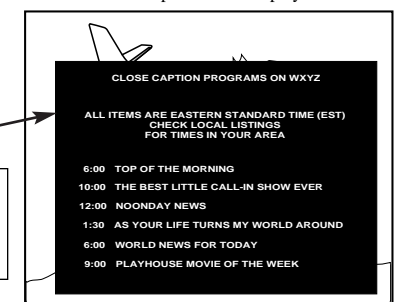 CLOSE CAPTION PROGRAMS ON WXYZ
ALL ITEMS ARE EASTERN STANDARD TIME (EST)
CHECK LOCAL LISTINGS
FOR TIMES IN YOUR AREA
6:00 TOP OF THE MORNING
10:00 THE BEST LITTLE CALL-IN SHOW EVER
12:00 NOONDAY NEWS
1:30 AS YOUR LIFE TURNS MY WORLD AROUND
6:00 WORLD NEWS FOR TODAY
9:00 PLAYHOUSE MOVIE OF THE WEEK